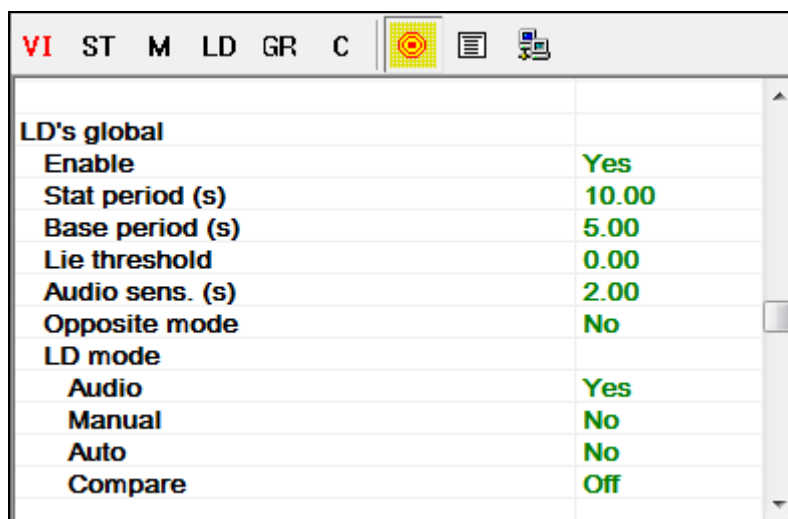 VI ST M LD GR C
LD's global
Enable Yes
Stat period (s) 10.00
Base period (s) 5.00
Lie threshold 0.00
Audio sens. (s) 2.00
Opposite mode No
LD mode
Audio Yes
Manual No
Auto No
Compare Off